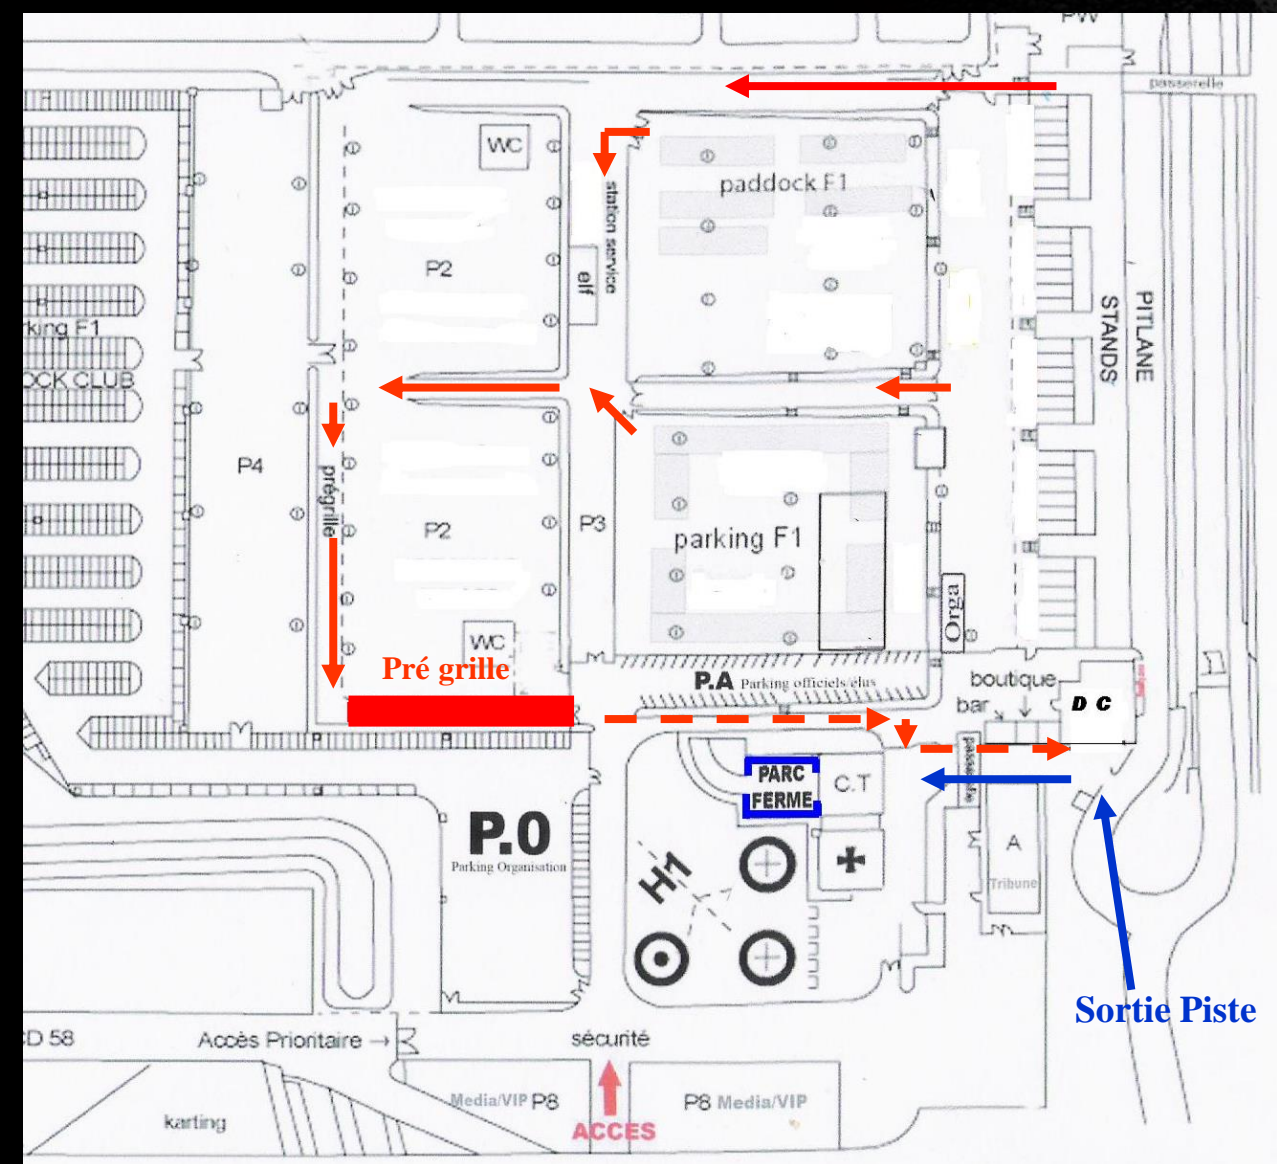 PW
passerelle
WC
paddock F1
station service
P2
elf
PITLANE
STANDS
rking F1
OCK CLUB
P4
prégrille
P2
P3
parking F1
Orga
WC
Pré grille
P.A Parking officiels/élus
boutique
bar
D C
PARC
FERME
C.T
passerelle
P.0
Parking Organisation
H1
A
Tribune
Sortie Piste
CD 58
Accès Prioritaire →
sécurité
Media/VIP P8
P8 Media/VIP
karting
ACCES